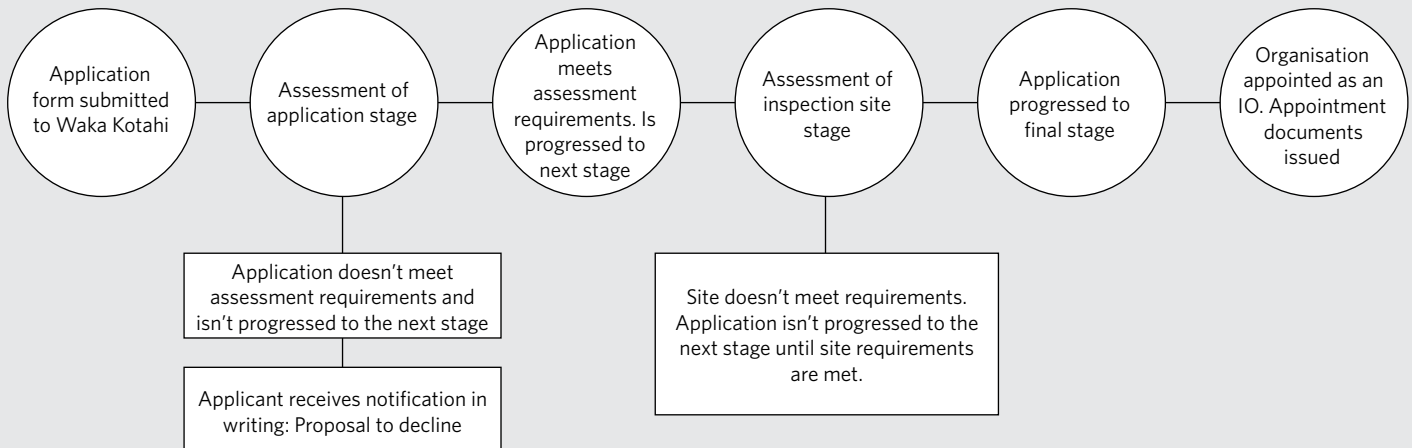 Application
form submitted
to Waka Kotahi
Assessment of
application stage
Application
meets
assessment
requirements. Is
progressed to
next stage
Assessment of
inspection site
stage
Application
progressed to
final stage
Organisation
appointed as an
IO. Appointment
documents
issued
Application doesn't meet
assessment requirements and
isn't progressed to the next stage
Applicant receives notification in
writing: Proposal to decline
Site doesn't meet requirements.
Application isn't progressed to the
next stage until site requirements
are met.